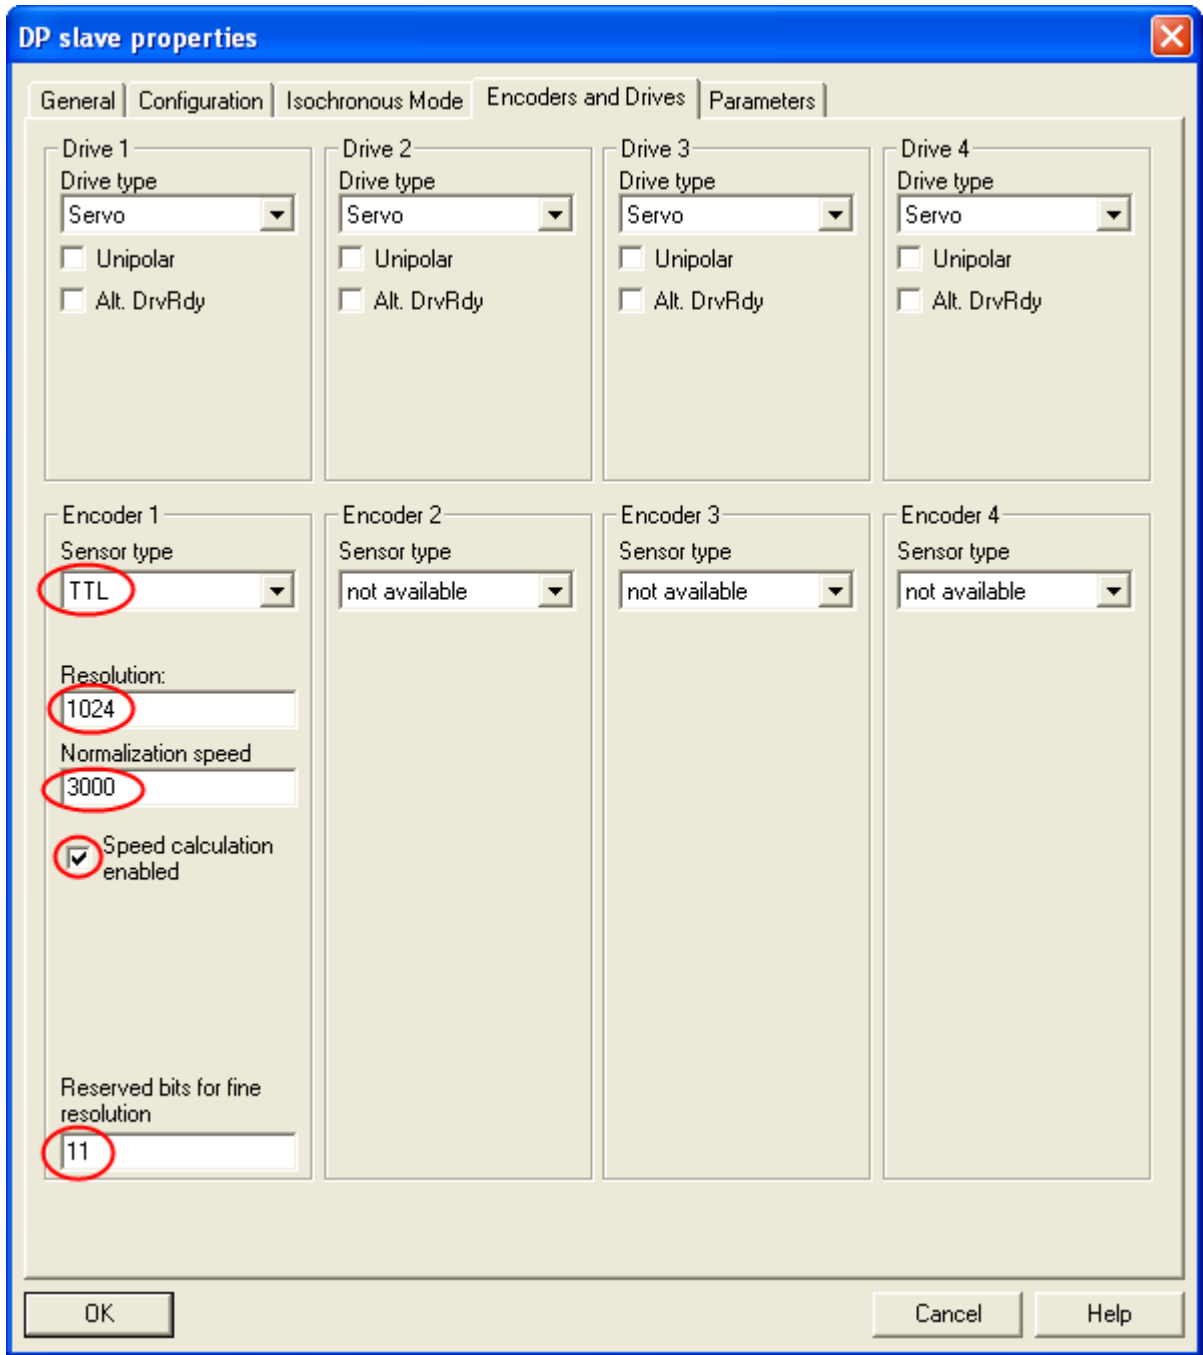 DP slave properties
General Configuration Isochronous Mode Encoders and Drives Parameters
Drive 1
Drive type
Servo
Unipolar
Alt. DrvRdy
Drive 2
Drive type
Servo
Unipolar
Alt. DrvRdy
Drive 3
Drive type
Servo
Unipolar
Alt. DrvRdy
Drive 4
Drive type
Servo
Unipolar
Alt. DrvRdy
Encoder 1
Sensor type
TTL
Resolution:
1024
Normalization speed
3000
Speed calculation
enabled
Reserved bits for fine
resolution
11
Encoder 2
Sensor type
not available
Encoder 3
Sensor type
not available
Encoder 4
Sensor type
not available
OK Cancel Help